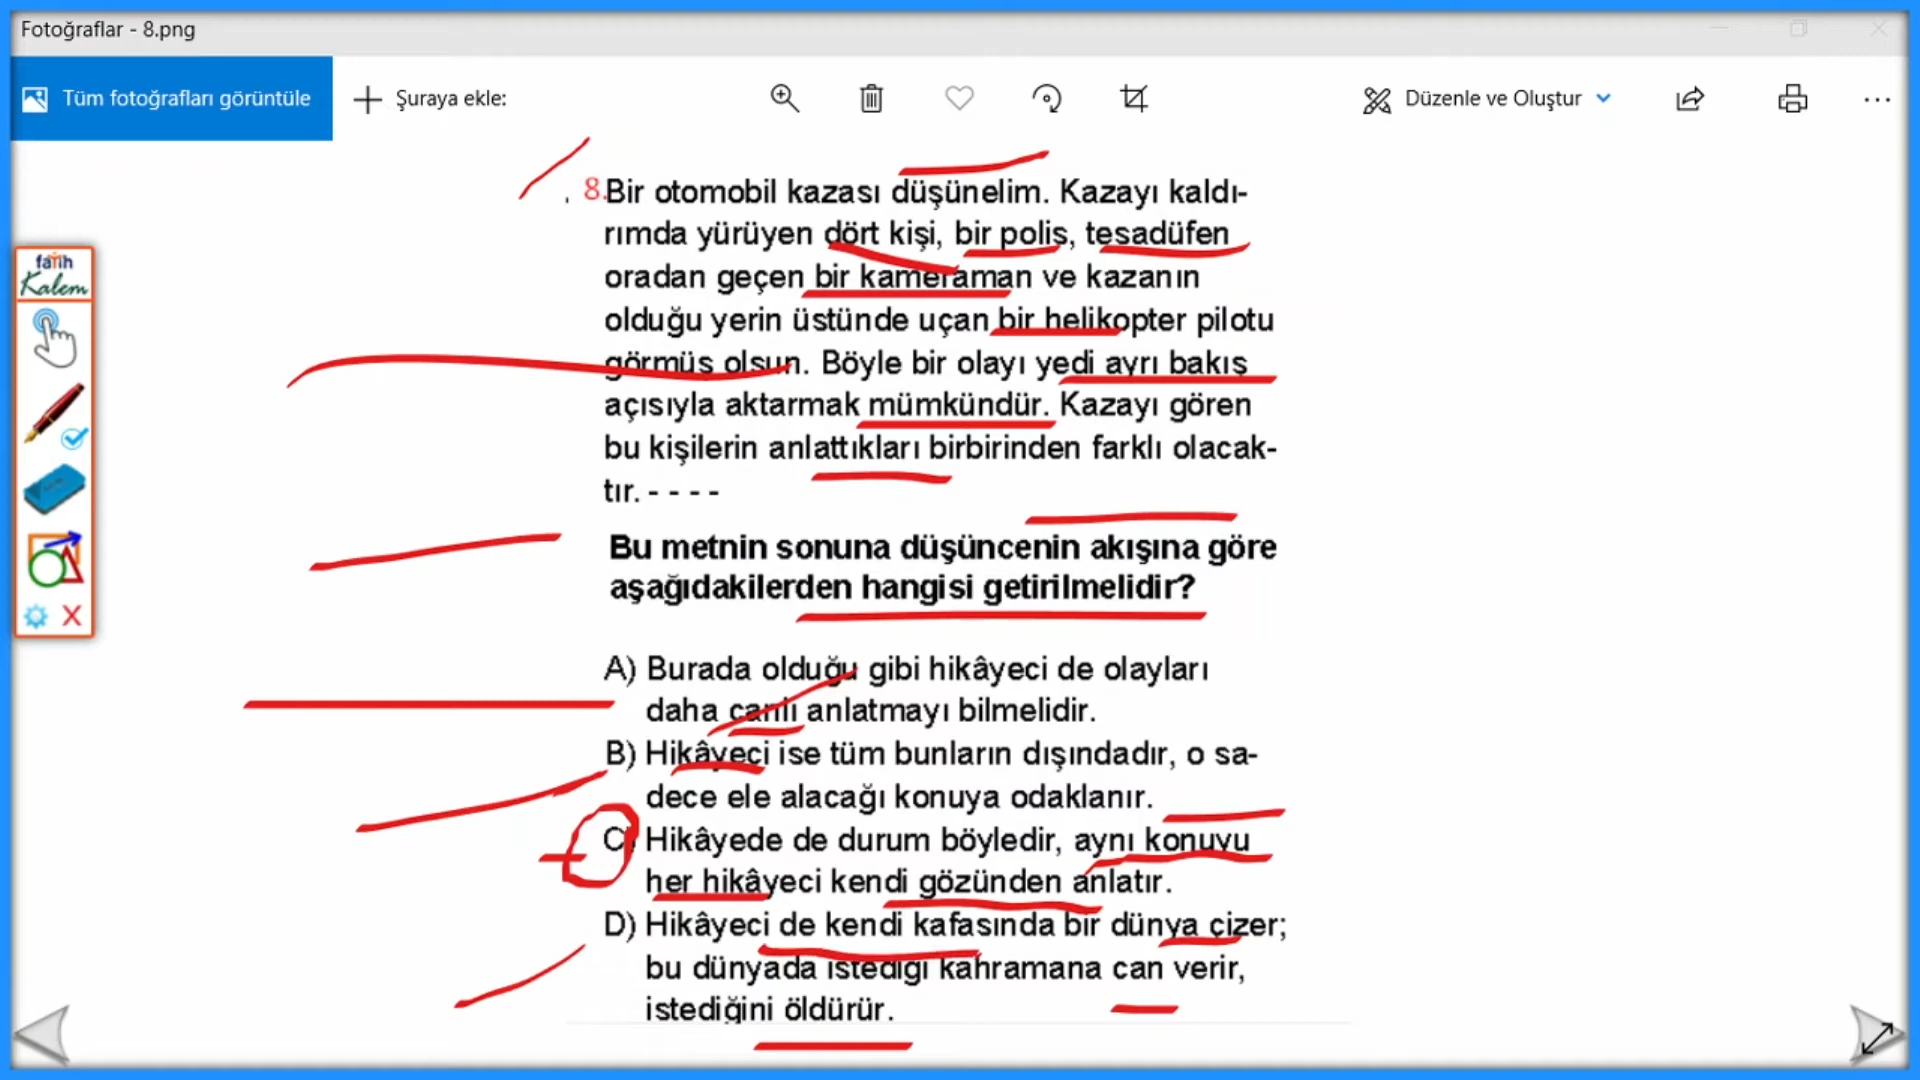 Fotoğraflar - 8.png
Tüm fotoğrafları görüntüle
Şuraya ekle:
Düzenle ve Oluştur
fatih
Kalem
8.Bir otomobil kazası düşünelim. Kazayı kaldı-
rımda yürüyen dört kişi, bir polis, tesadüfen
oradan geçen bir kameraman ve kazanın
olduğu yerin üstünde uçan bir helikopter pilotu
görmüş olsun. Böyle bir olayı yedi ayrı bakış
açısıyla aktarmak mümkündür. Kazayı gören
bu kişilerin anlattıkları birbirinden farklı olacak-
tır. - - - -
Bu metnin sonuna düşüncenin akışına göre
aşağıdakilerden hangisi getirilmelidir?
A) Burada olduğu gibi hikâyeci de olayları
daha canlı anlatmayı bilmelidir.
B) Hikâyeci ise tüm bunların dışındadır, o sa-
dece ele alacağı konuya odaklanır.
C) Hikâyede de durum böyledir, aynı konuyu
her hikâyeci kendi gözünden anlatır.
D) Hikâyeci de kendi kafasında bir dünya çizer;
bu dünyada istediği kahramana can verir,
istediğini öldürür.